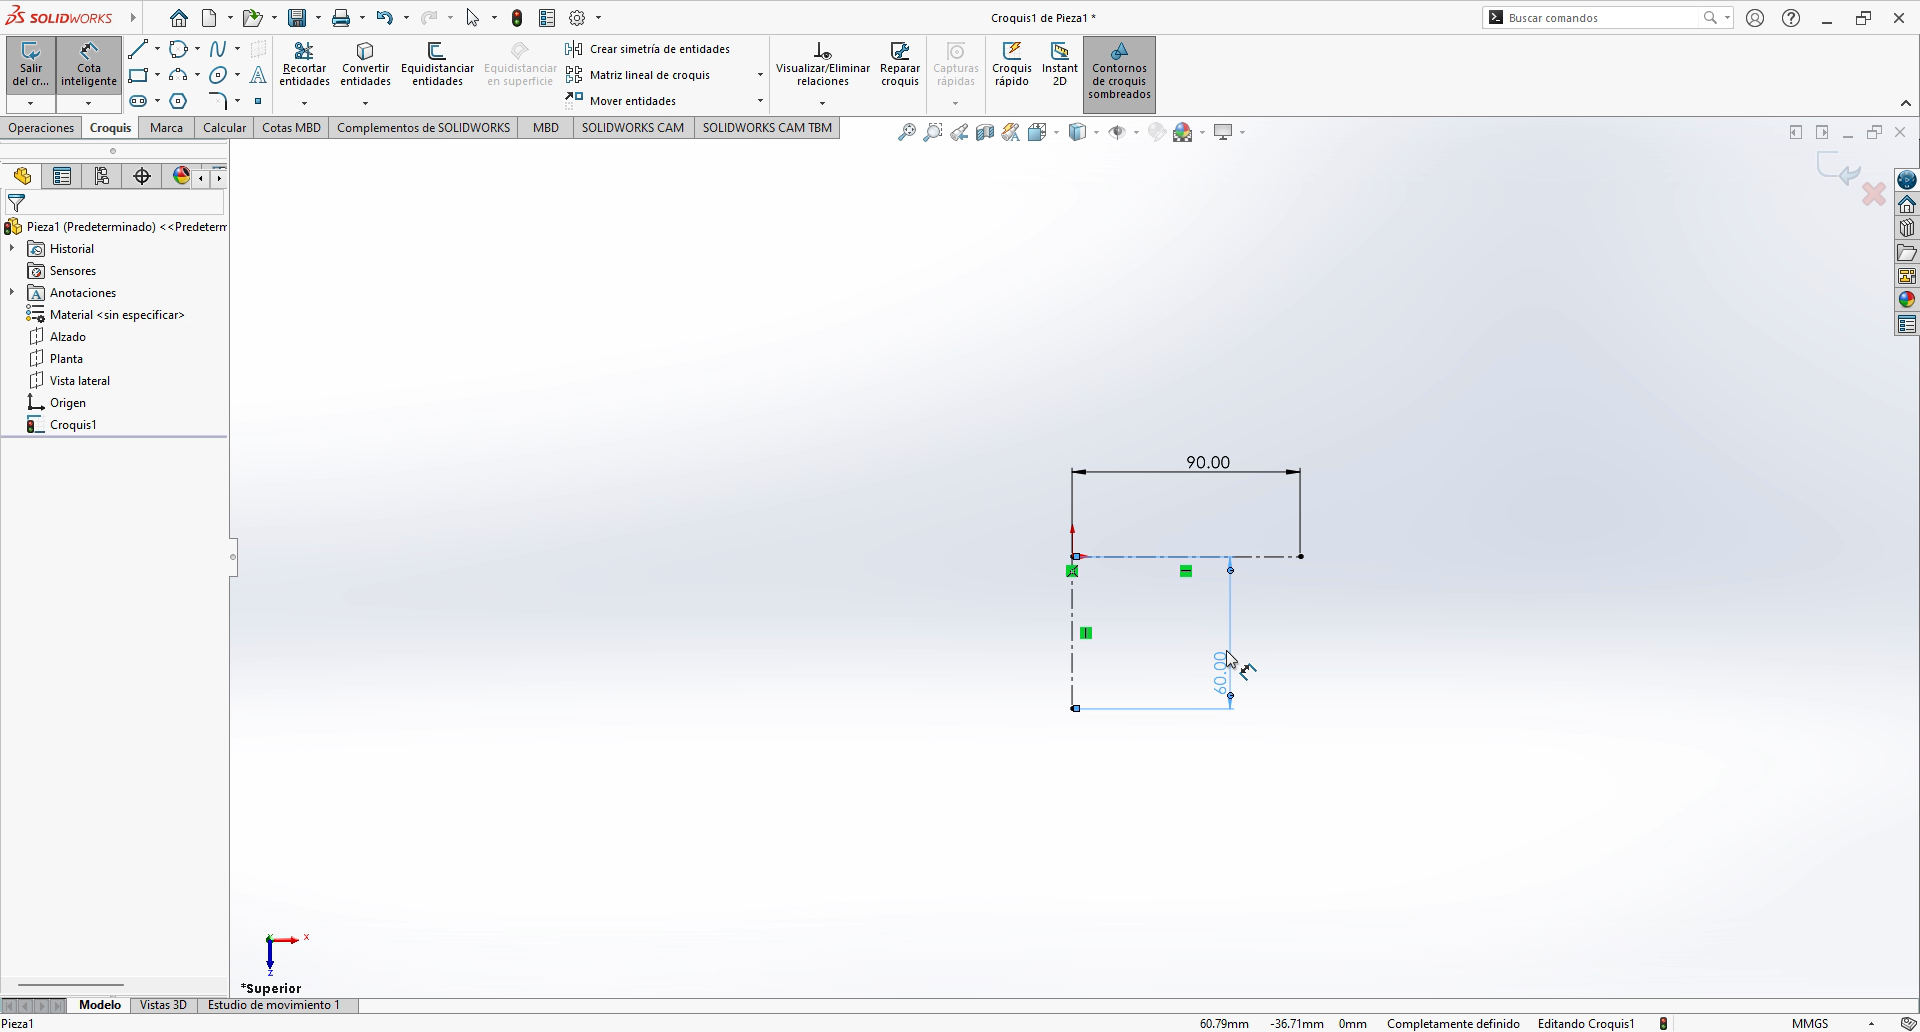 SOLIDWORKS
Croquis1 de Pieza1 *
Buscar comandos
Salir del cr...
Cota inteligente
Recortar entidades
Convertir entidades
Equidistanciar entidades
Equidistanciar en superficie
Crear simetría de entidades
Matriz lineal de croquis
Mover entidades
Visualizar/Eliminar relaciones
Reparar croquis
Capturas rápidas
Croquis rápido
Instant 2D
Contornos de croquis sombreados
Operaciones
Croquis
Marca
Calcular
Cotas MBD
Complementos de SOLIDWORKS
MBD
SOLIDWORKS CAM
SOLIDWORKS CAM TBM
Pieza1 (Predeterminado) <<Predeterm
Historial
Sensores
Anotaciones
Material <sin especificar>
Alzado
Planta
Vista lateral
Origen
Croquis1
90.00
60.00
X
Z
*Superior
Modelo
Vistas 3D
Estudio de movimiento 1
Pieza1
60.79mm
-36.71mm
0mm
Completamente definido
Editando Croquis1
MMGS